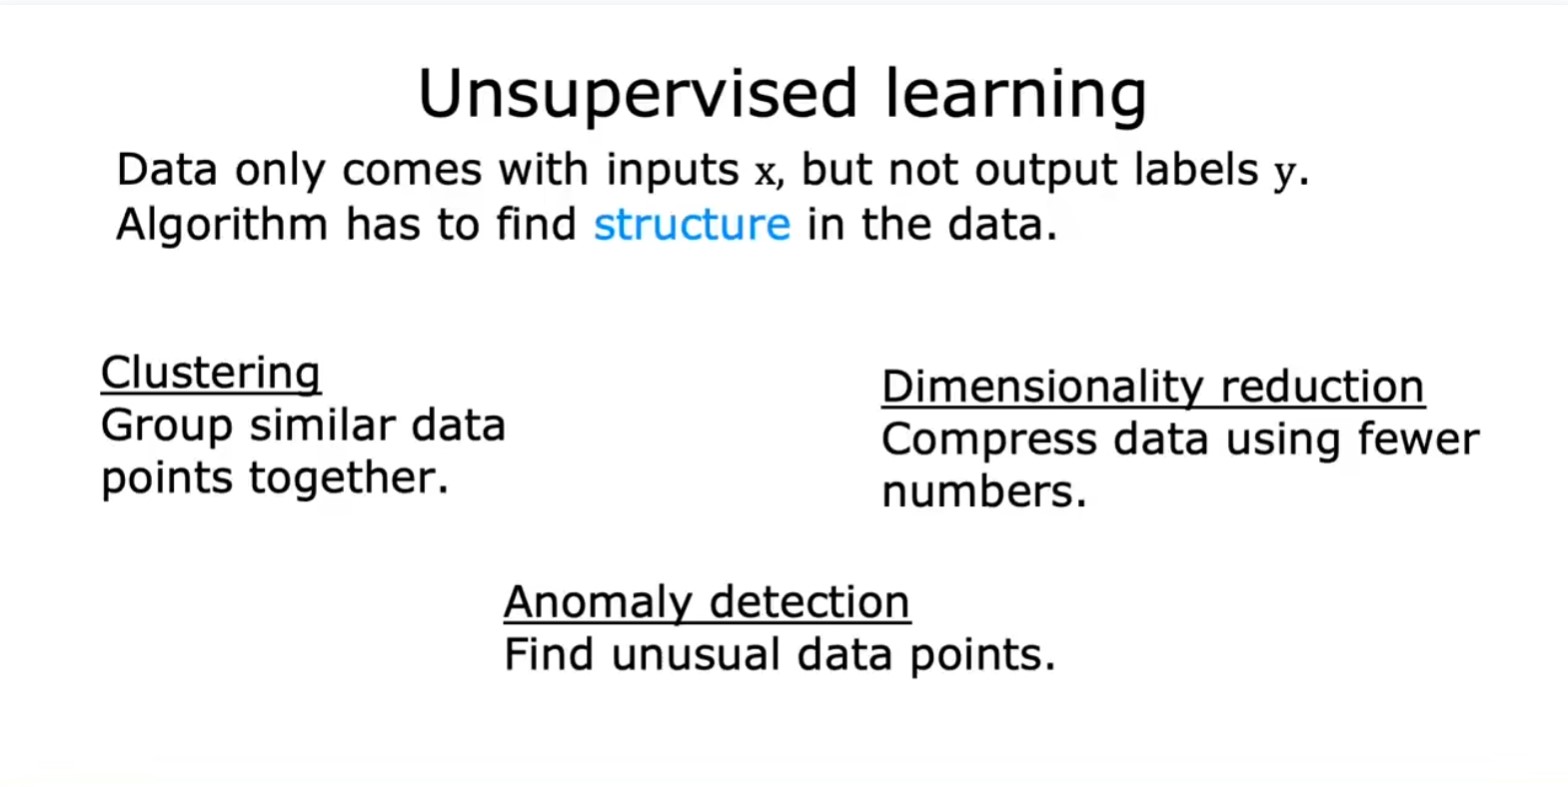 Unsupervised learning
Data only comes with inputs x, but not output labels y.
Algorithm has to find structure in the data.
Clustering
Group similar data
points together.
Dimensionality reduction
Compress data using fewer
numbers.
Anomaly detection
Find unusual data points.